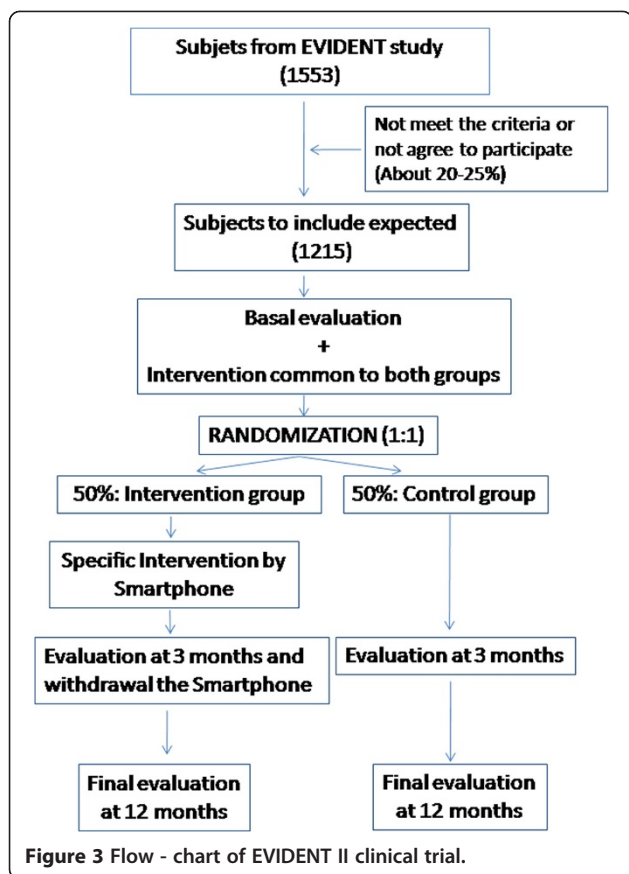 Subjets from EVIDENT study
(1553)
Not meet the criteria or
not agree to participate
(About 20-25%)
Subjects to include expected
(1215)
Basal evaluation
+
Intervention common to both groups
RANDOMIZATION (1:1)
50%: Intervention group
50%: Control group
Specific Intervention by
Smartphone
Evaluation at 3 months and
withdrawal the Smartphone
Evaluation at 3 months
Final evaluation
at 12 months
Final evaluation
at 12 months
Figure 3 Flow - chart of EVIDENT II clinical trial.